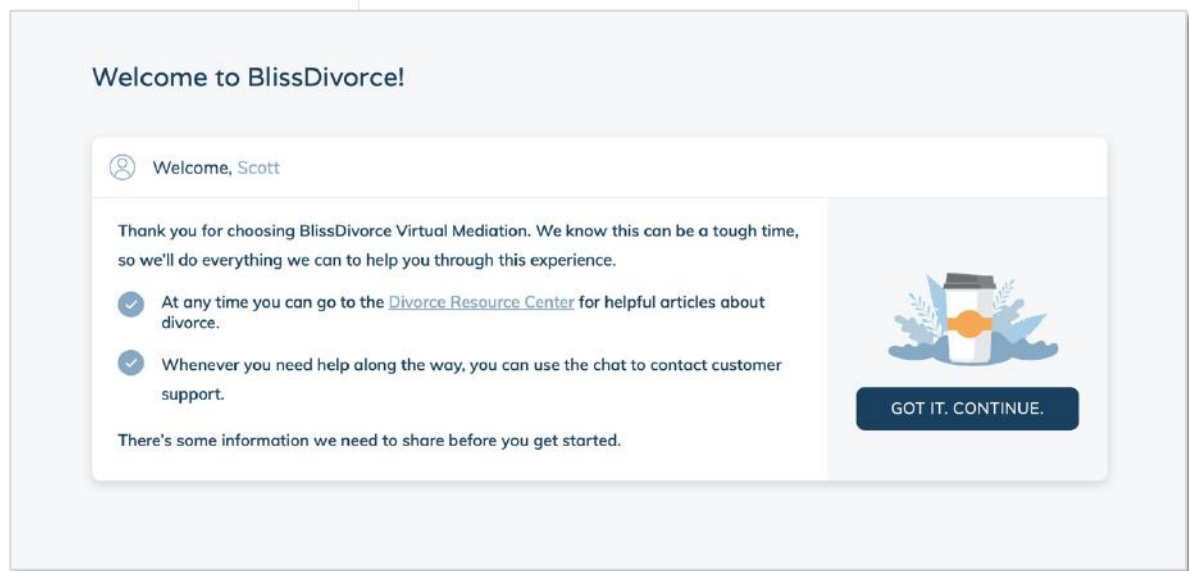 Welcome to BlissDivorce!
Welcome, Scott
Thank you for choosing BlissDivorce Virtual Mediation. We know this can be a tough time,
so we'll do everything we can to help you through this experience.
At any time you can go to the Divorce Resource Center for helpful articles about
divorce.
Whenever you need help along the way, you can use the chat to contact customer
support.
There's some information we need to share before you get started.
GOT IT. CONTINUE.